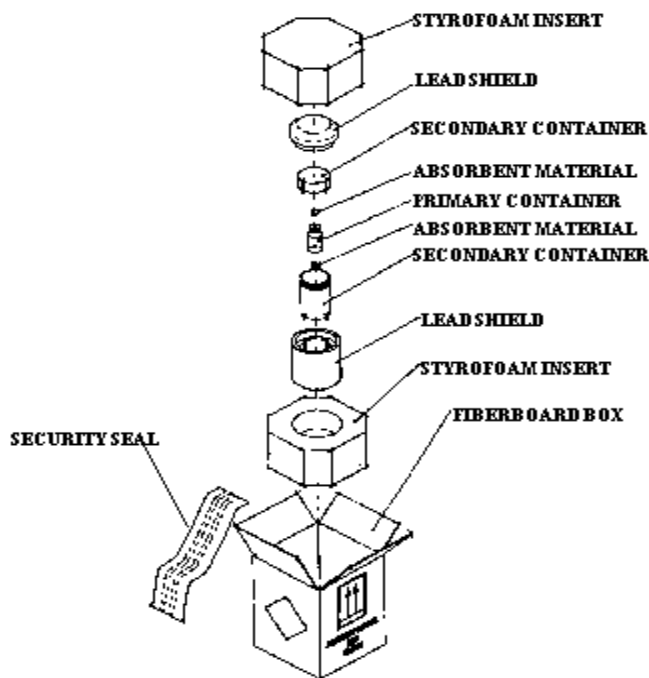 STYROFOAM INSERT
LEAD SHIELD
SECONDARY CONTAINER
ABSORBENT MATERIAL
PRIMARY CONTAINER
ABSORBENT MATERIAL
SECONDARY CONTAINER
LEAD SHIELD
STYROFOAM INSERT
FIBERBOARD BOX
SECURITY SEAL